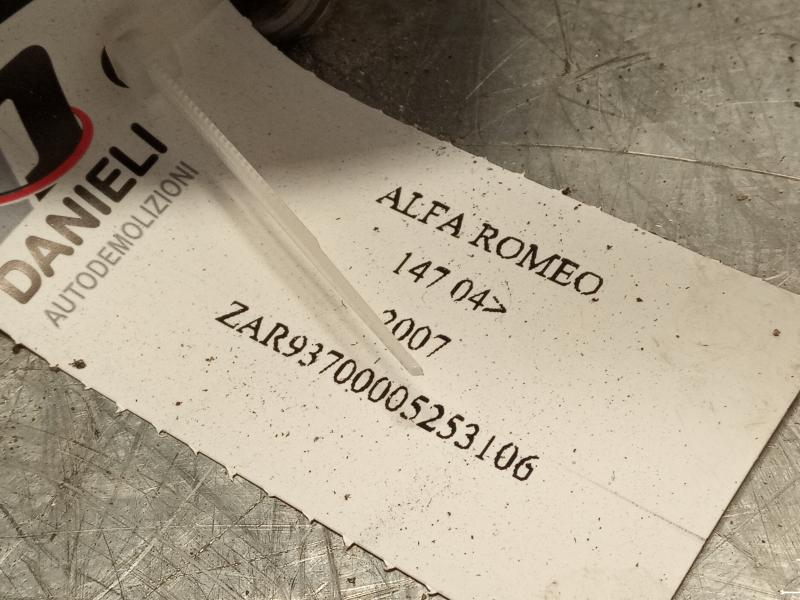 DANIELI
AUTODEMOLIZIONI
ALFA ROMEO
147 04>
2007
ZAR93700005253106